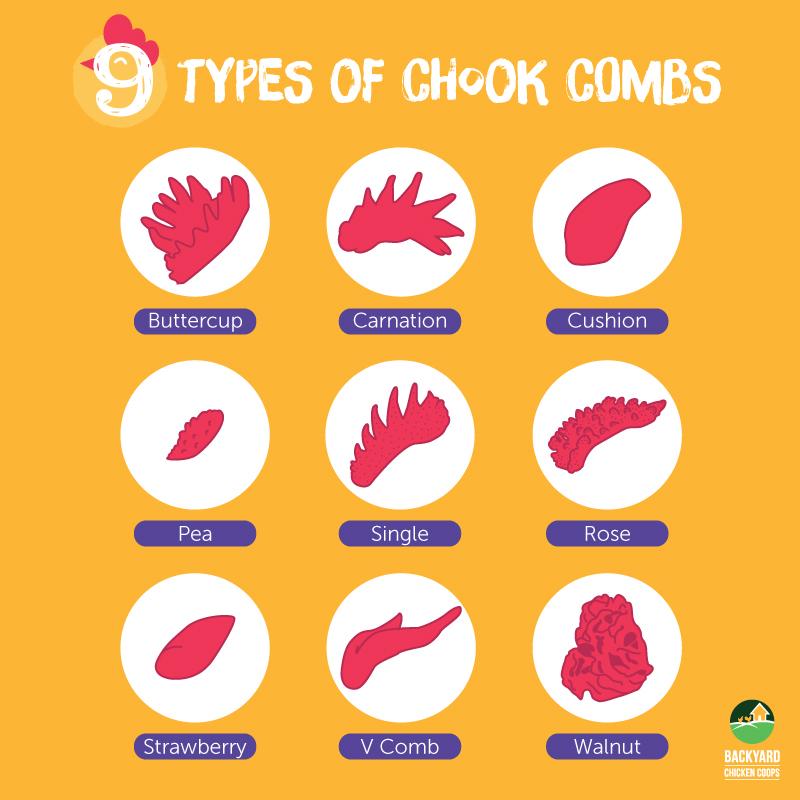 9 TYPES OF CHOOK COMBS
Buttercup
Carnation
Cushion
Pea
Single
Rose
Strawberry
V Comb
Walnut
BACKYARD
CHICKEN COOPS